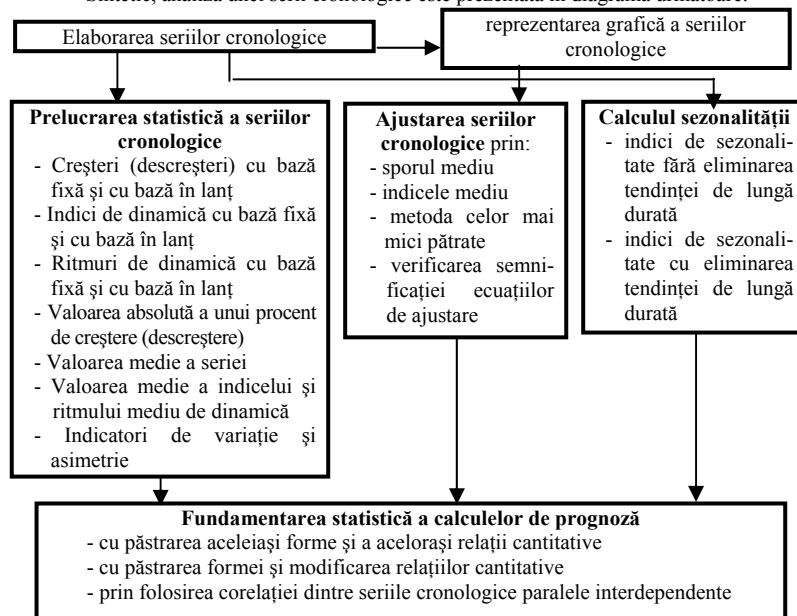 Sintetic, analiza unei serii cronologice este prezentată în diagrama următoare:
Elaborarea seriilor cronologice
reprezentarea grafică a seriilor
cronologice
Prelucrarea statistică a seriilor
cronologice
- Creşteri (descreşteri) cu bază
fixă şi cu bază în lanţ
- Indici de dinamică cu bază fixă
şi cu bază în lanţ
- Ritmuri de dinamică cu bază
fixă şi cu bază în lanţ
- Valoarea absolută a unui procent
de creştere (descreştere)
- Valoarea medie a seriei
- Valoarea medie a indicelui şi
ritmului mediu de dinamică
- Indicatori de variaţie şi
asimetrie
Ajustarea seriilor
cronologice prin:
- sporul mediu
- indicele mediu
- metoda celor mai
mici pătrate
- verificarea semni-
ficaţiei ecuaţiilor
de ajustare
Calculul sezonalităţii
- indici de sezonali-
tate fără eliminarea
tendinţei de lungă
durată
- indici de sezonali-
tate cu eliminarea
tendinţei de lungă
durată
Fundamentarea statistică a calculelor de prognoză
- cu păstrarea aceleiaşi forme şi a aceloraşi relaţii cantitative
- cu păstrarea formei şi modificarea relaţiilor cantitative
- prin folosirea corelaţiei dintre seriile cronologice paralele interdependente